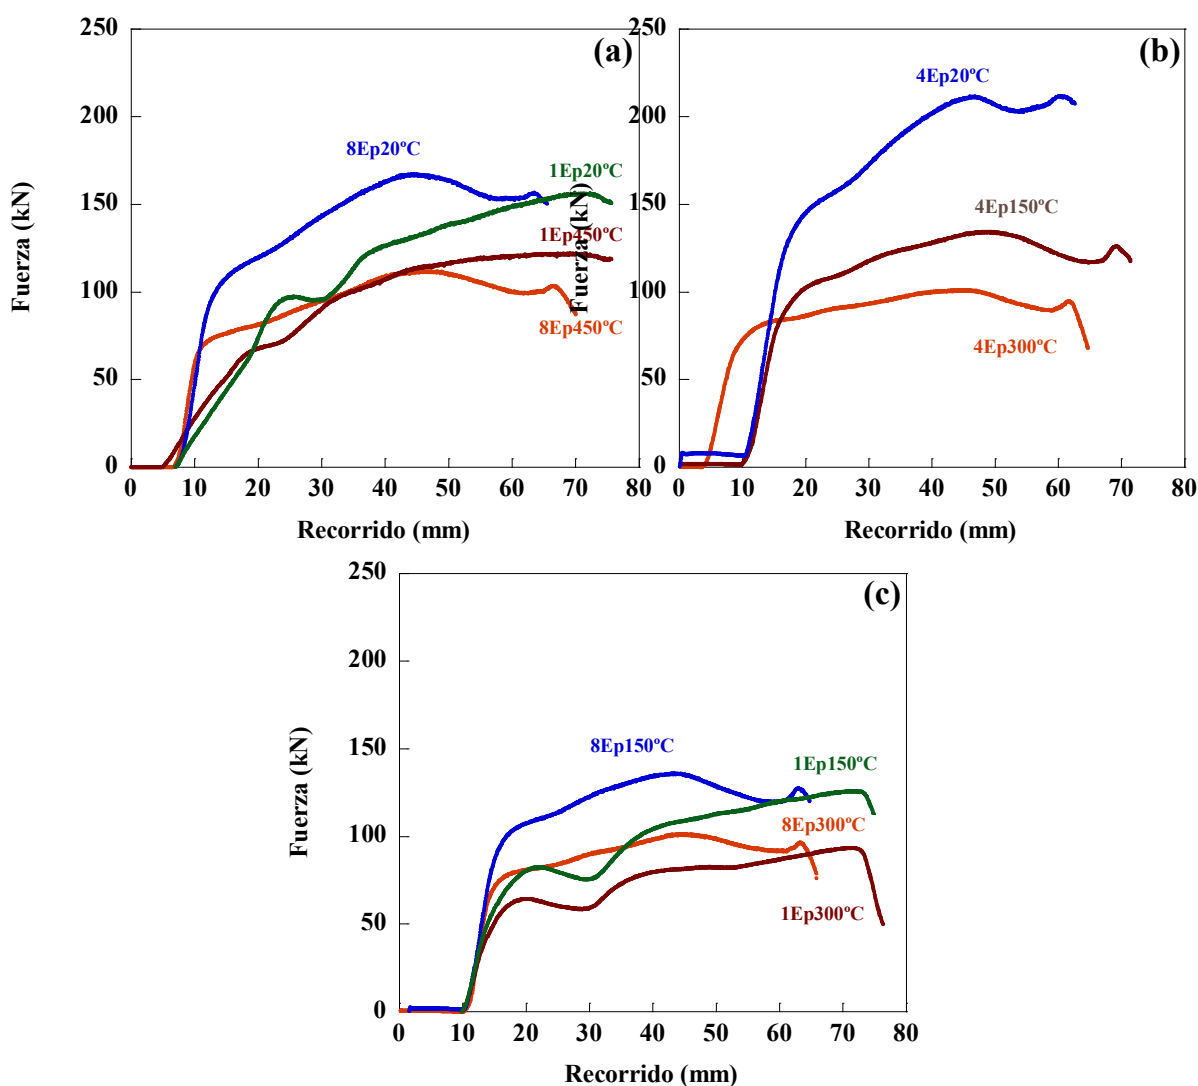 (a)
250
200
150
100
50
0
Fuerza (kN)
8Ep20ºC
1Ep20ºC
1Ep450ºC
8Ep450ºC
0 10 20 30 40 50 60 70 80
Recorrido (mm)
(b)
250
200
150
100
50
0
Fuerza (kN)
4Ep20ºC
4Ep150ºC
4Ep300ºC
0 10 20 30 40 50 60 70 80
Recorrido (mm)
(c)
250
200
150
100
50
0
Fuerza (kN)
8Ep150ºC
1Ep150ºC
8Ep300ºC
1Ep300ºC
0 10 20 30 40 50 60 70 80
Recorrido (mm)